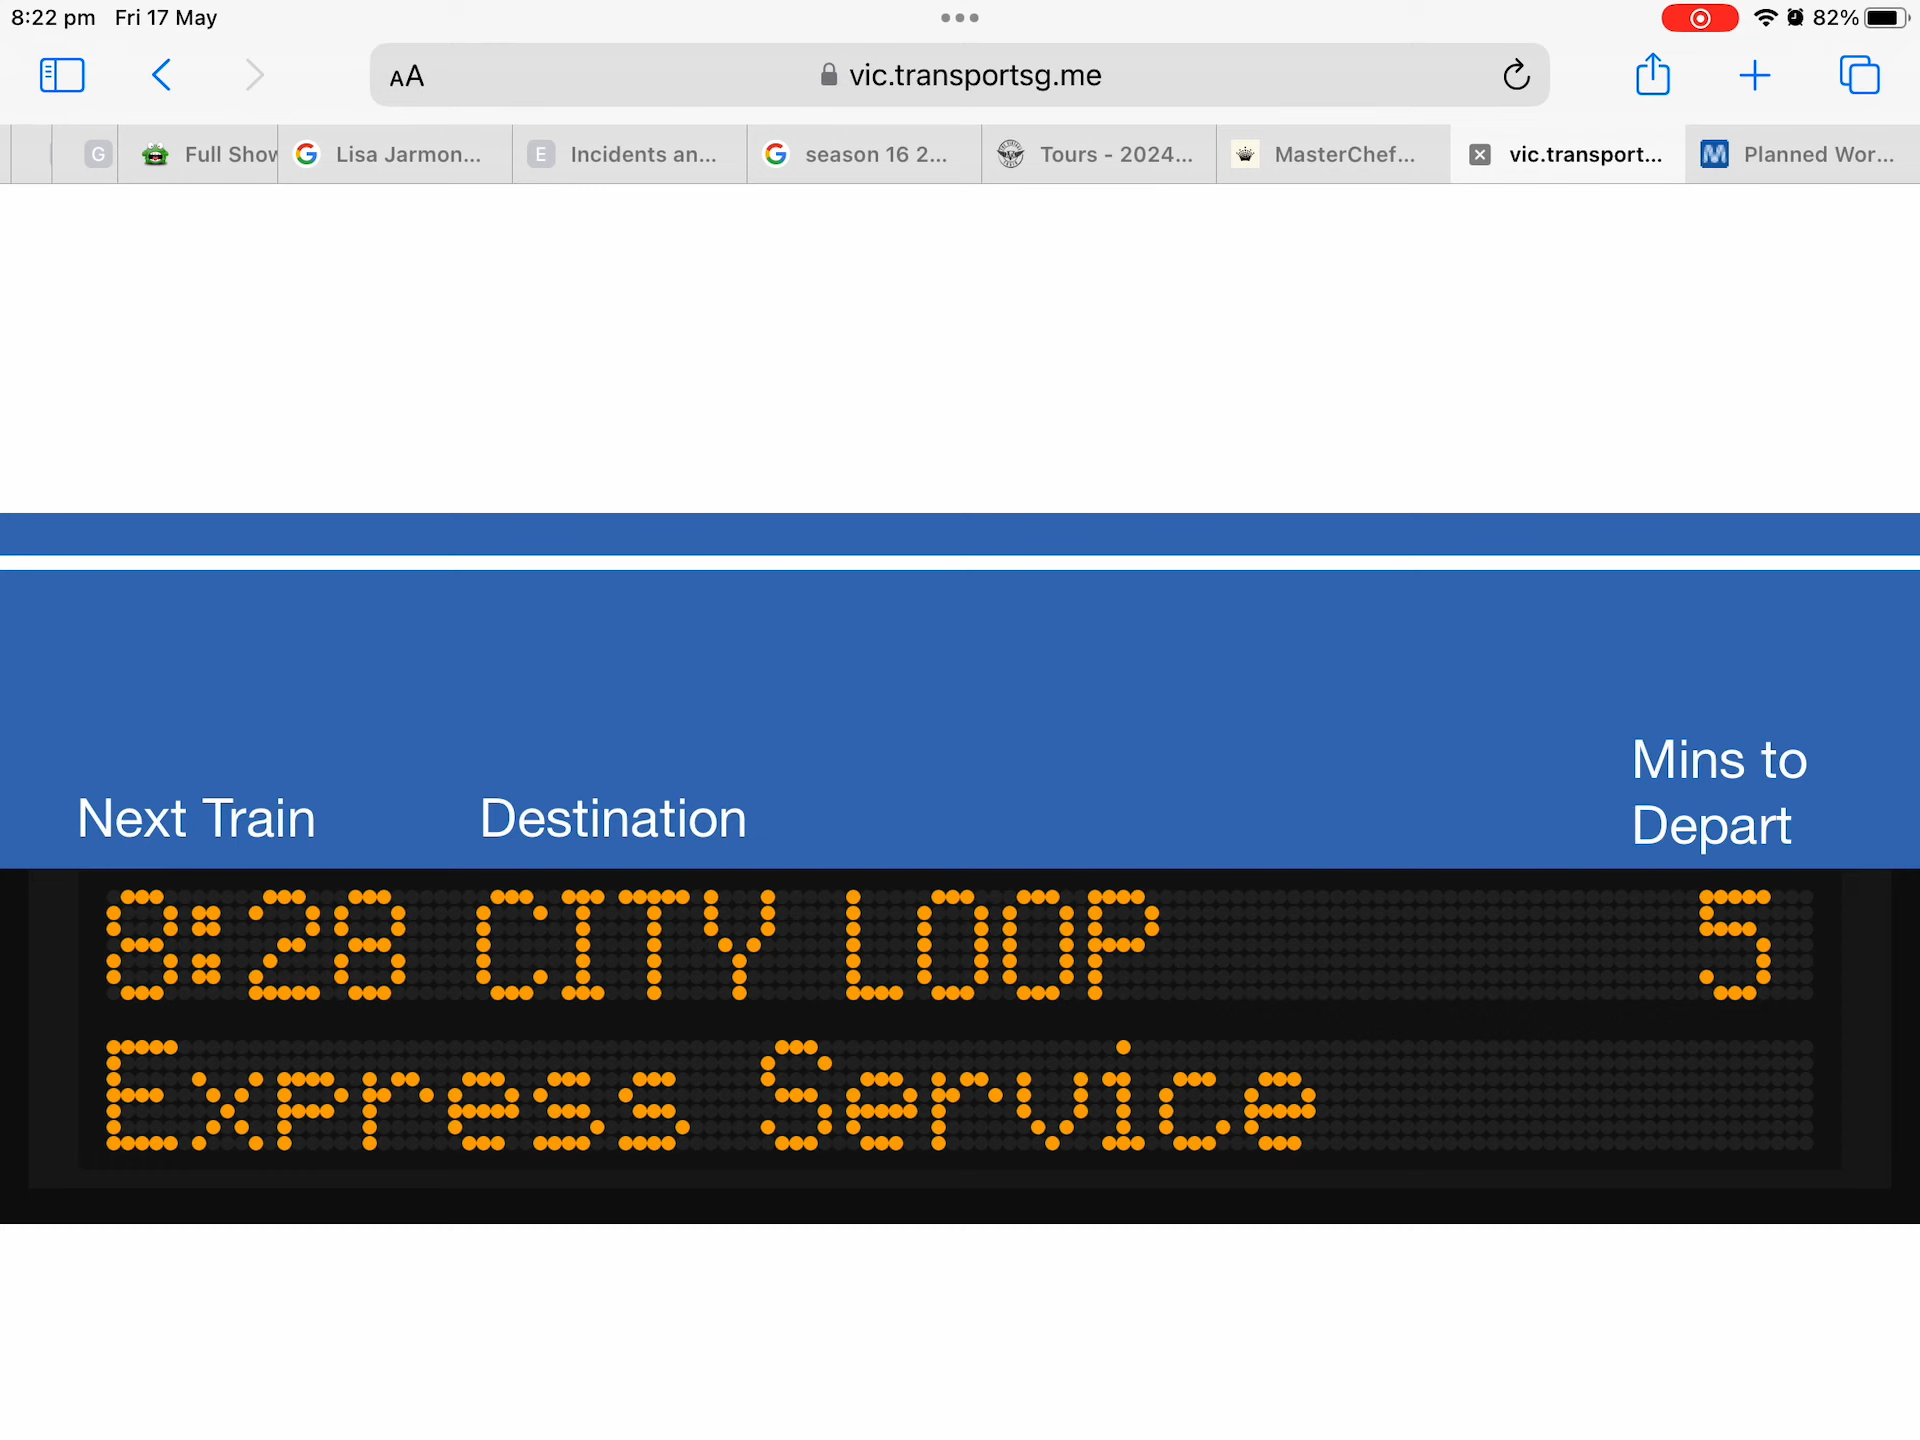 8:22 pm Fri 17 May 82%
AA vic.transportsg.me
G Full Show Lisa Jarmon... E Incidents an... season 16 2... Tours - 2024... MasterChef... vic.transport... M Planned Wor...
Mins to
Next Train Destination Depart
8:28 CITY LOOP 5
Express Service